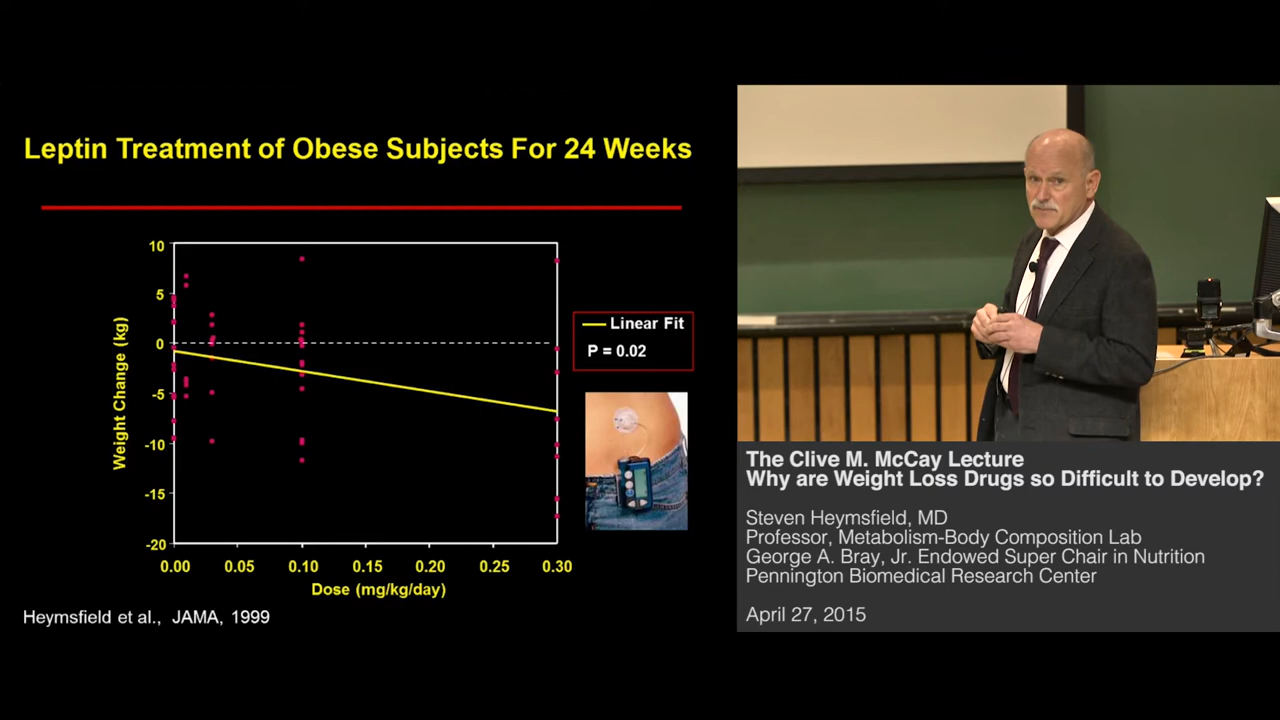 Leptin Treatment of Obese Subjects For 24 Weeks
10
5
0
-5
-10
-15
-20
Weight Change (kg)
0.00 0.05 0.10 0.15 0.20 0.25 0.30
Dose (mg/kg/day)
Linear Fit
P = 0.02
Heymsfield et al., JAMA, 1999
The Clive M. McCay Lecture
Why are Weight Loss Drugs so Difficult to Develop?
Steven Heymsfield, MD
Professor, Metabolism-Body Composition Lab
George A. Bray, Jr. Endowed Super Chair in Nutrition
Pennington Biomedical Research Center
April 27, 2015